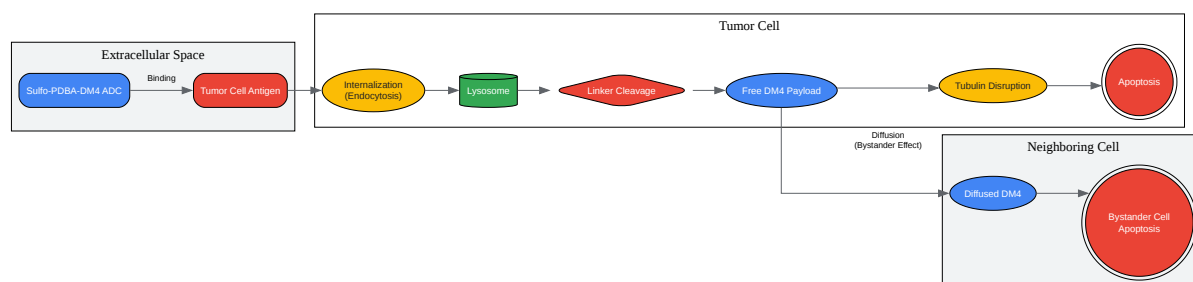 Extracellular Space
Sulfo-PDBA-DM4 ADC
Binding
Tumor Cell Antigen
Tumor Cell
Internalization
(Endocytosis)
Lysosome
Linker Cleavage
Free DM4 Payload
Tubulin Disruption
Apoptosis
Diffusion
(Bystander Effect)
Neighboring Cell
Diffused DM4
Bystander Cell
Apoptosis